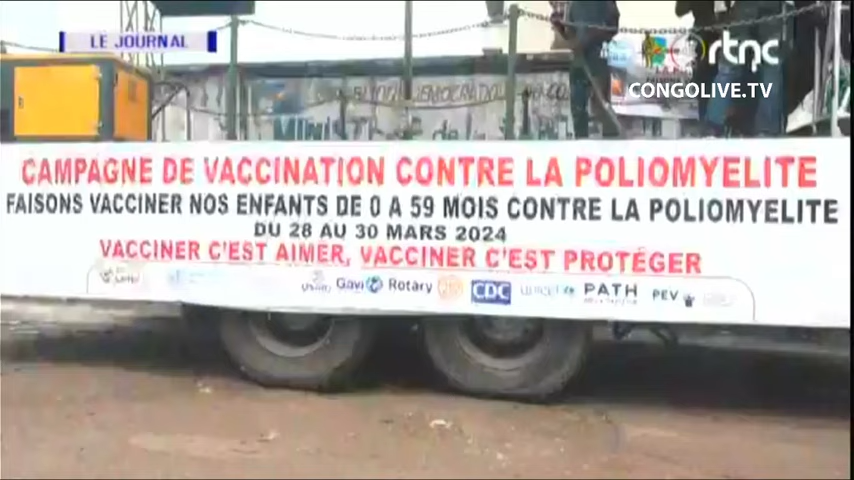 LE JOURNAL
rtnc
CONGOLIVE.TV
CAMPAGNE DE VACCINATION CONTRE LA POLIOMYELITE
FAISONS VACCINER NOS ENFANTS DE 0 A 59 MOIS CONTRE LA POLIOMYELITE
DU 28 AU 30 MARS 2024
VACCINER C'EST AIMER, VACCINER C'EST PROTÉGER
USAID Gavi Rotary CDC unicef PATH PEV